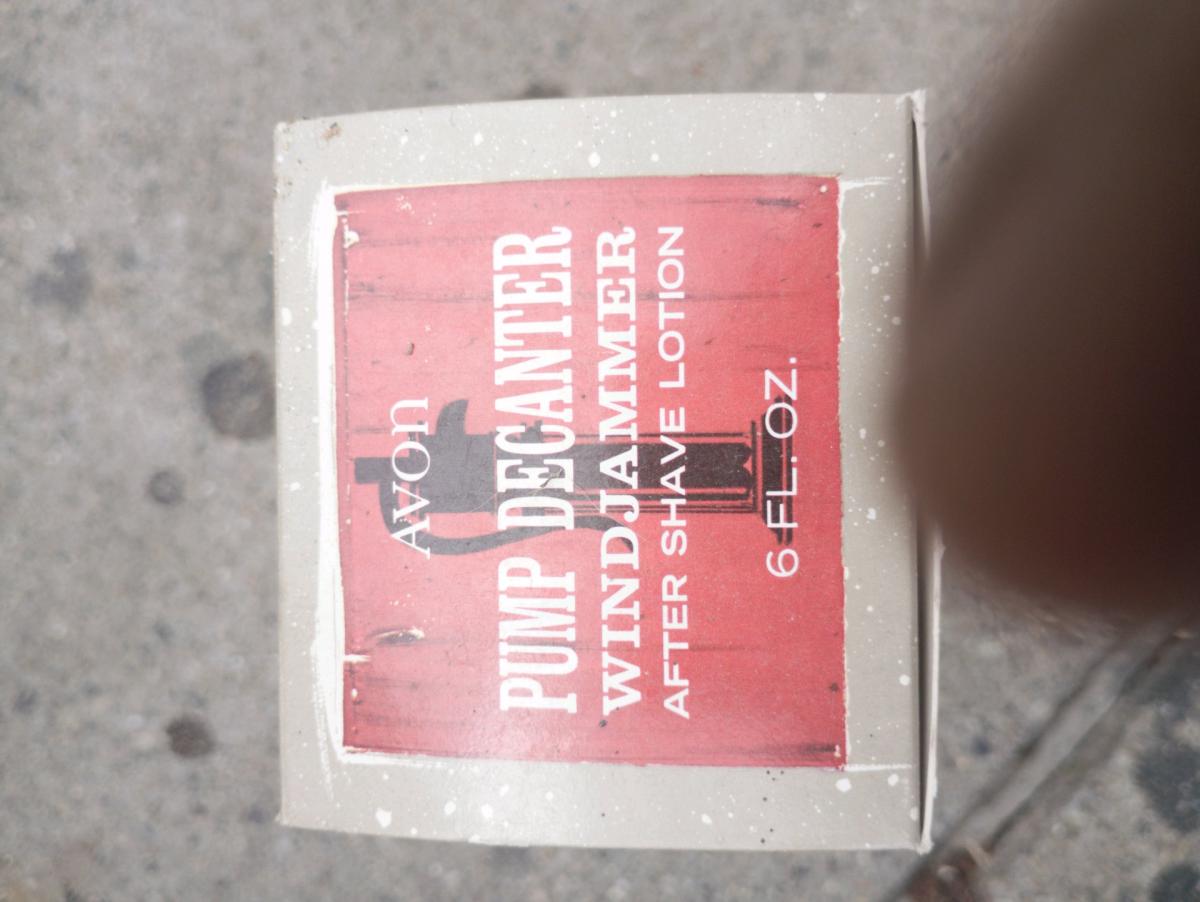 AVON
PUMP DECANTER
WINDJAMMER
AFTER SHAVE LOTION
6 FL. OZ.